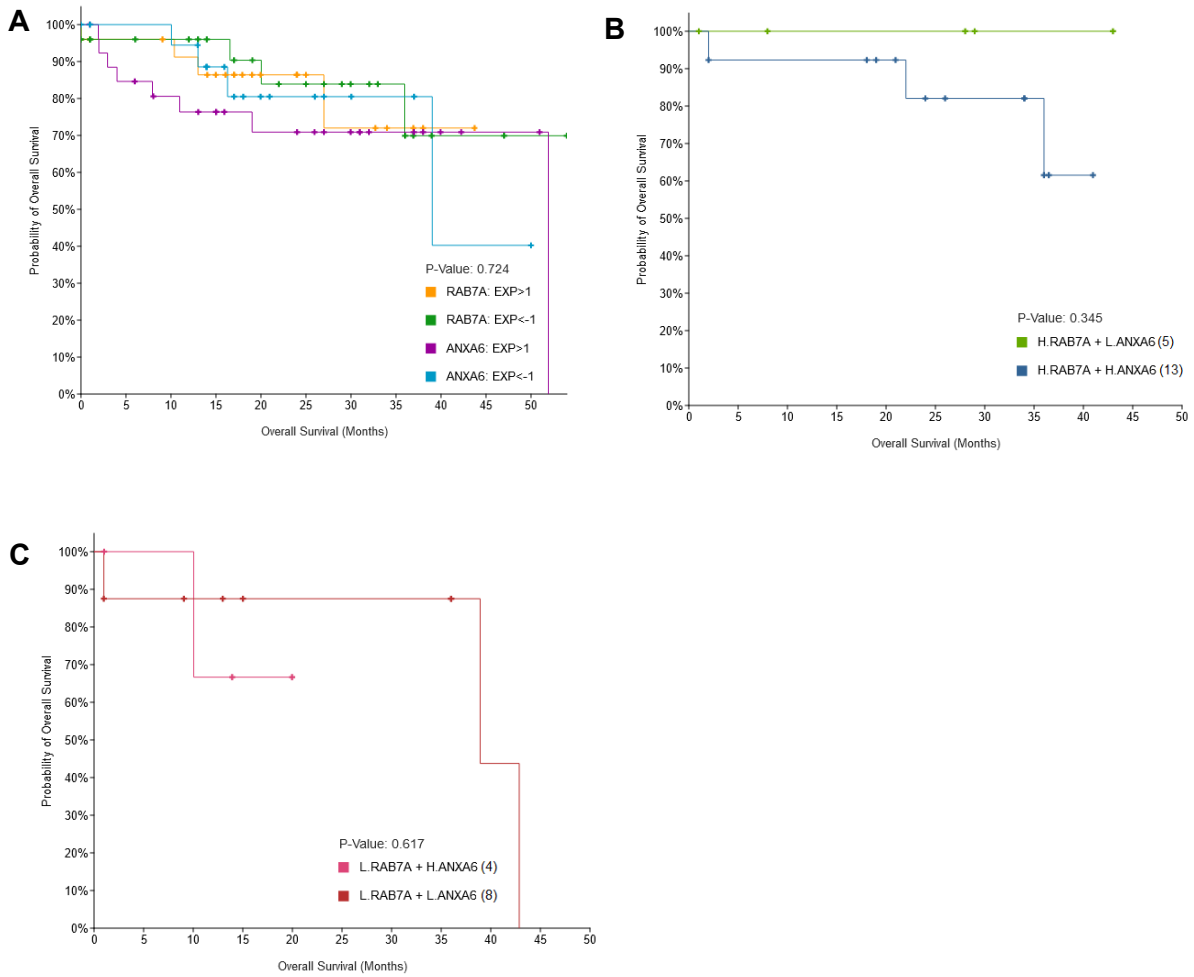 A
100%
90%
80%
70%
60%
50%
40%
30%
20%
10%
0%
Probability of Overall Survival
0 5 10 15 20 25 30 35 40 45 50
Overall Survival (Months)
P-Value: 0.724
RAB7A: EXP>1
RAB7A: EXP<-1
ANXA6: EXP>1
ANXA6: EXP<-1
B
100%
90%
80%
70%
60%
50%
40%
30%
20%
10%
0%
Probability of Overall Survival
0 5 10 15 20 25 30 35 40 45 50
Overall Survival (Months)
P-Value: 0.345
H.RAB7A + L.ANXA6 (5)
H.RAB7A + H.ANXA6 (13)
C
100%
90%
80%
70%
60%
50%
40%
30%
20%
10%
0%
Probability of Overall Survival
0 5 10 15 20 25 30 35 40 45 50
Overall Survival (Months)
P-Value: 0.617
L.RAB7A + H.ANXA6 (4)
L.RAB7A + L.ANXA6 (8)